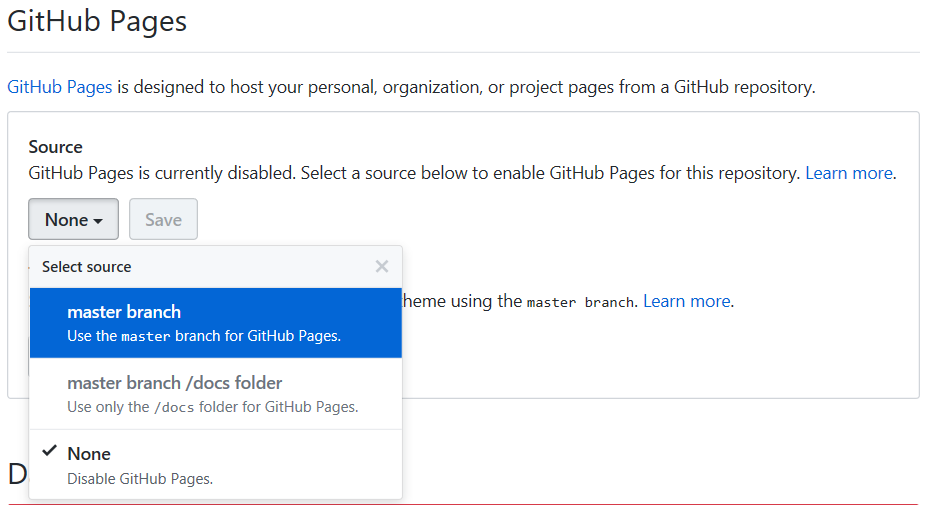 GitHub Pages
GitHub Pages is designed to host your personal, organization, or project pages from a GitHub repository.
Source
GitHub Pages is currently disabled. Select a source below to enable GitHub Pages for this repository. Learn more.
None Save
Select source
heme using the master branch. Learn more.
master branch
Use the master branch for GitHub Pages.
master branch /docs folder
Use only the /docs folder for GitHub Pages.
None
Disable GitHub Pages.
D